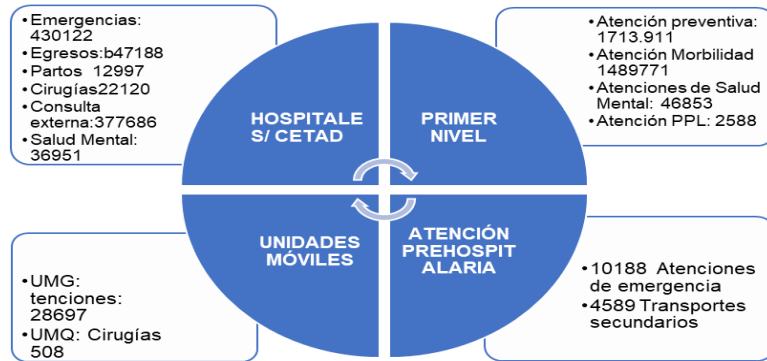 •Emergencias:
430122
•Egresos:b47188
•Partos 12997
•Cirugías22120
•Consulta
externa:377686
•Salud Mental:
36951
HOSPITALE
S/ CETAD
PRIMER
NIVEL
•Atención preventiva:
1713.911
•Atención Morbilidad
1489771
•Atenciones de Salud
Mental: 46853
•Atención PPL: 2588
•UMG:
tenciones:
28697
•UMQ: Cirugías
508
UNIDADES
MÓVILES
ATENCIÓN
PREHOSPIT
ALARIA
•10188 Atenciones
de emergencia
•4589 Transportes
secundarios